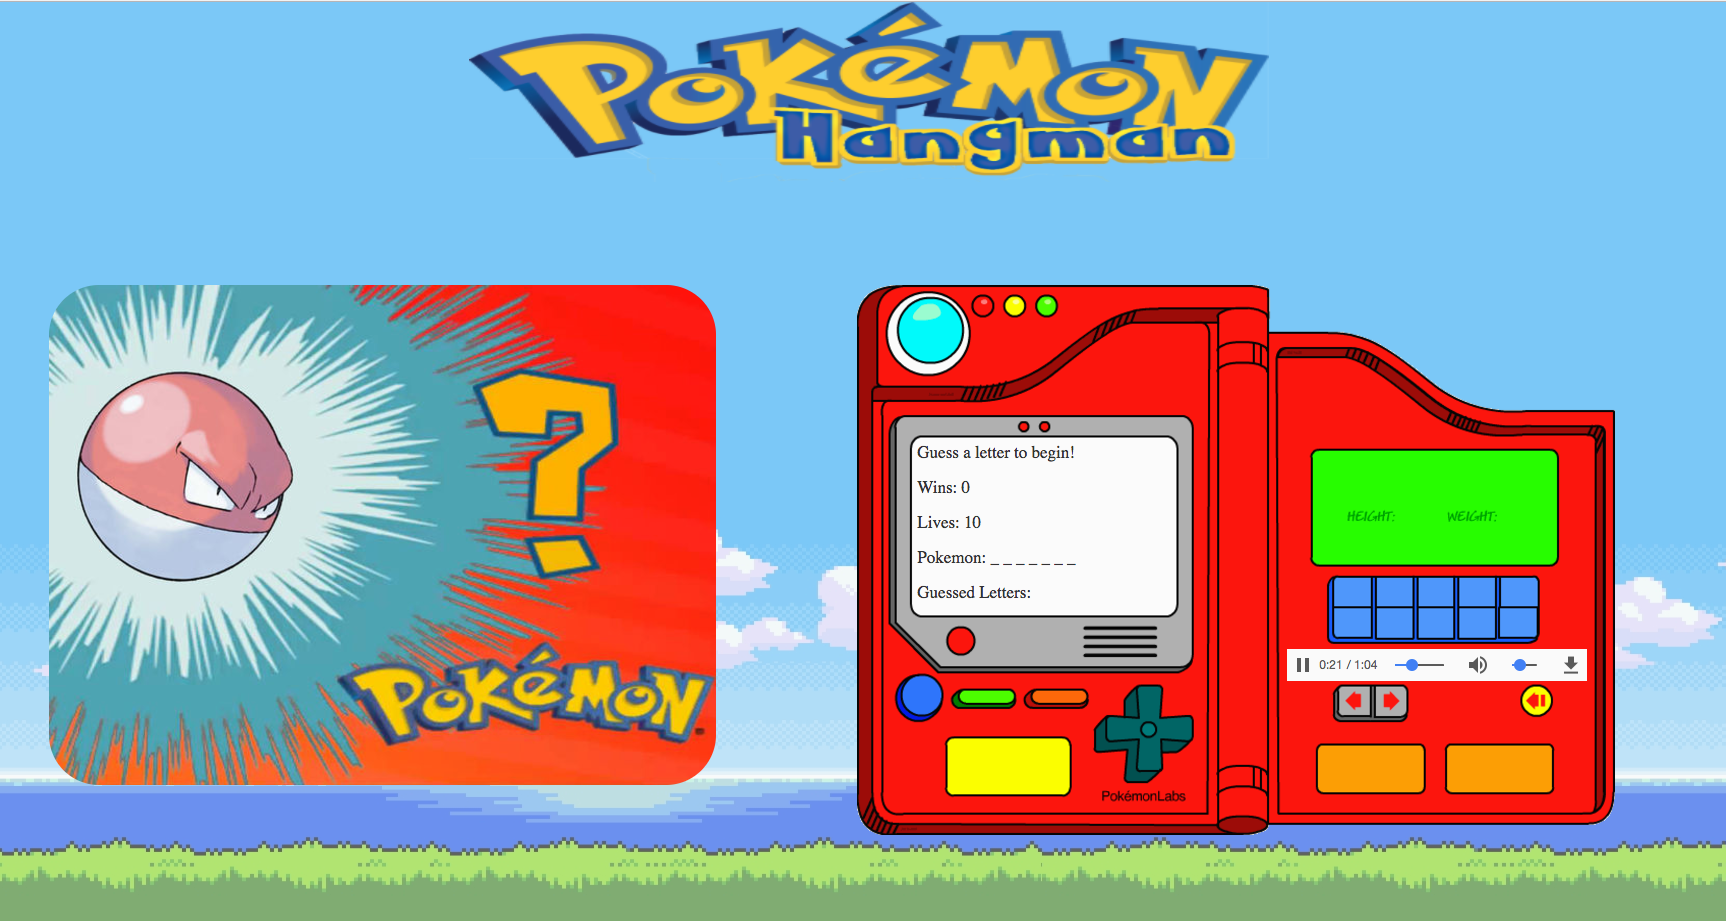 POKéMON
Hangman
?
POKéMON
Guess a letter to begin!
Wins: 0
Lives: 10
Pokemon: _ _ _ _ _ _ _
Guessed Letters:
HEIGHT: WEIGHT:
0:21 / 1:04
PokémonLabs